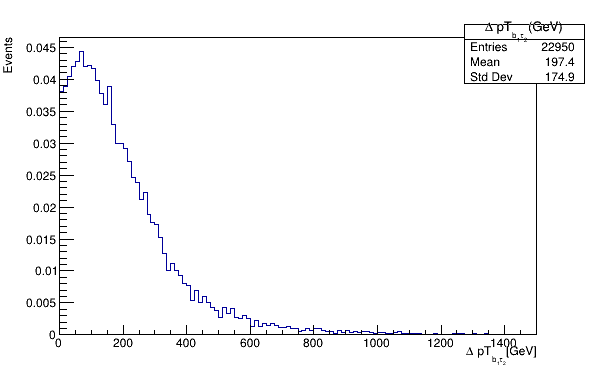 Δ pT b₁τ₂ (GeV)
Entries 22950
Mean 197.4
Std Dev 174.9
Events
0.045
0.04
0.035
0.03
0.025
0.02
0.015
0.01
0.005
0
0 200 400 600 800 1000 1200 1400
Δ pT b₁τ₂ [GeV]